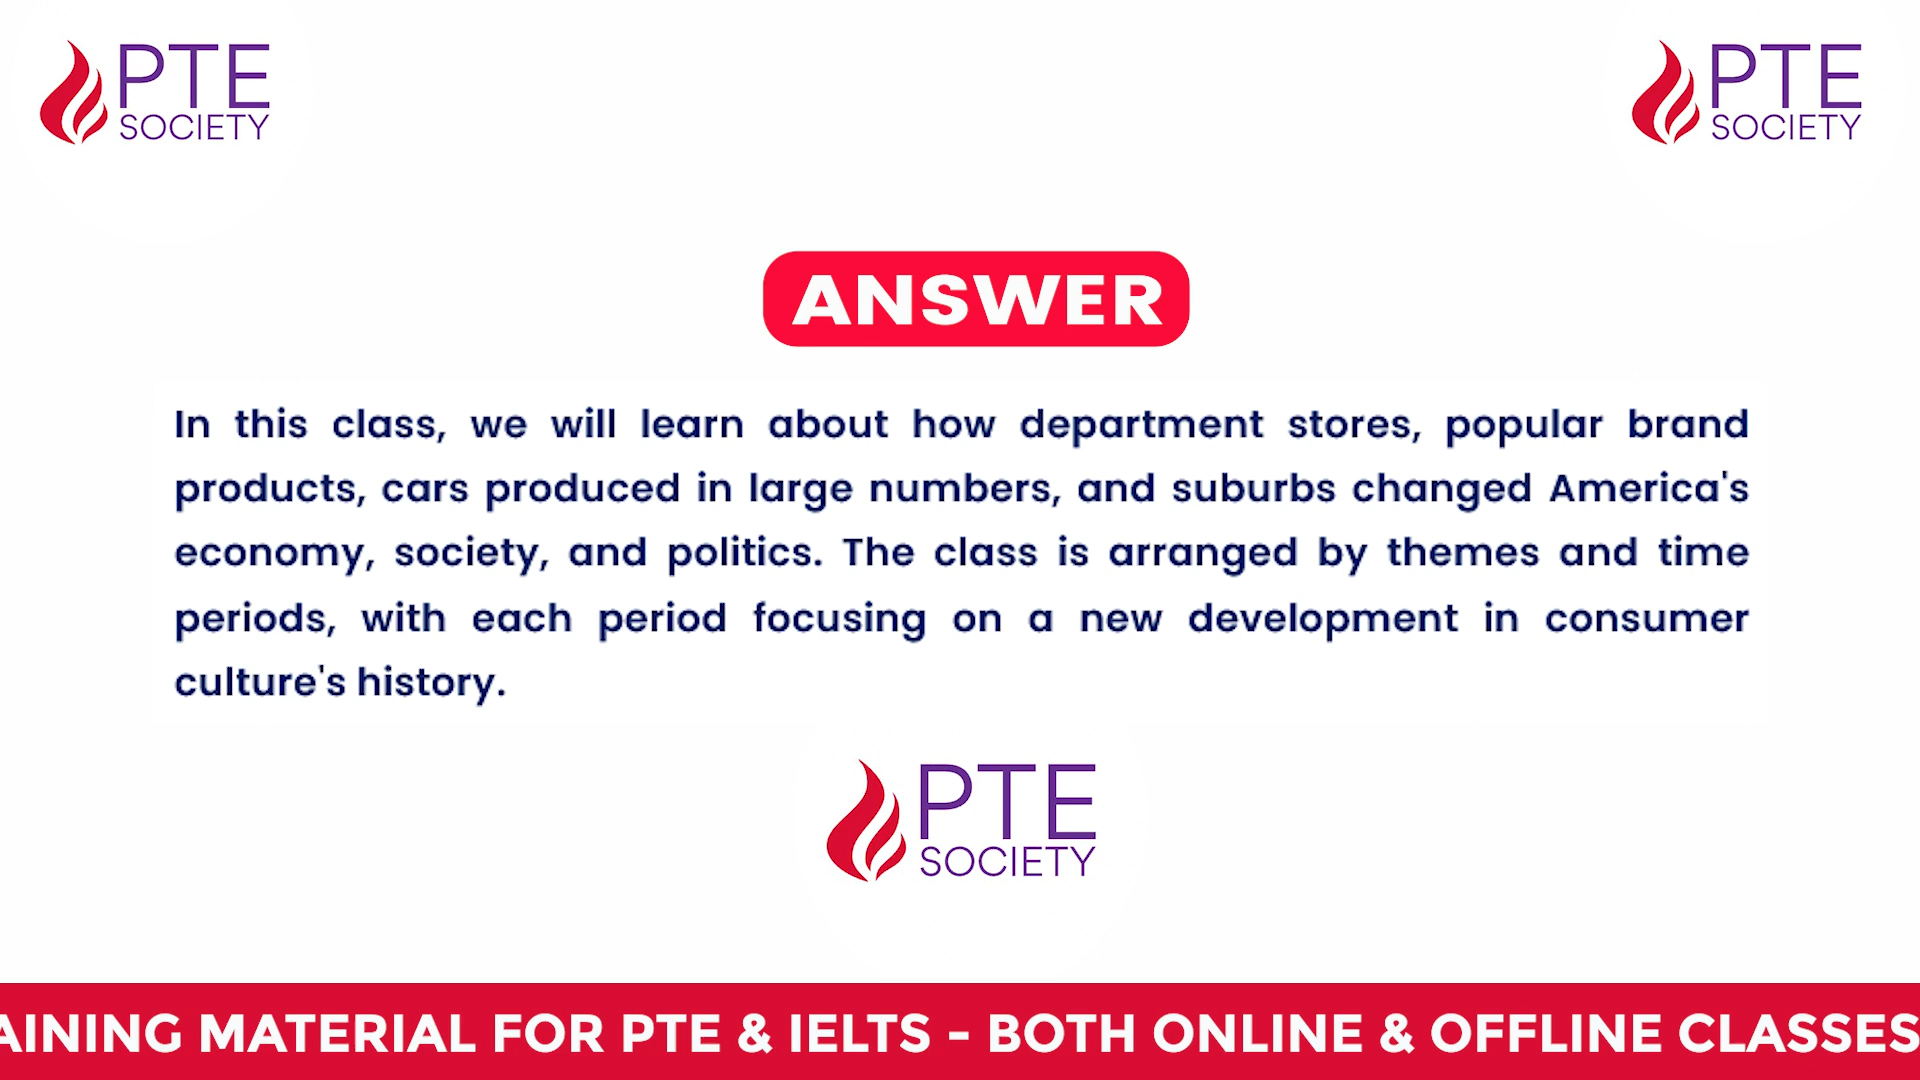 PTE
SOCIETY
PTE
SOCIETY
ANSWER
In this class, we will learn about how department stores, popular brand
products, cars produced in large numbers, and suburbs changed America's
economy, society, and politics. The class is arranged by themes and time
periods, with each period focusing on a new development in consumer
culture's history.
PTE
SOCIETY
AINING MATERIAL FOR PTE & IELTS - BOTH ONLINE & OFFLINE CLASSES